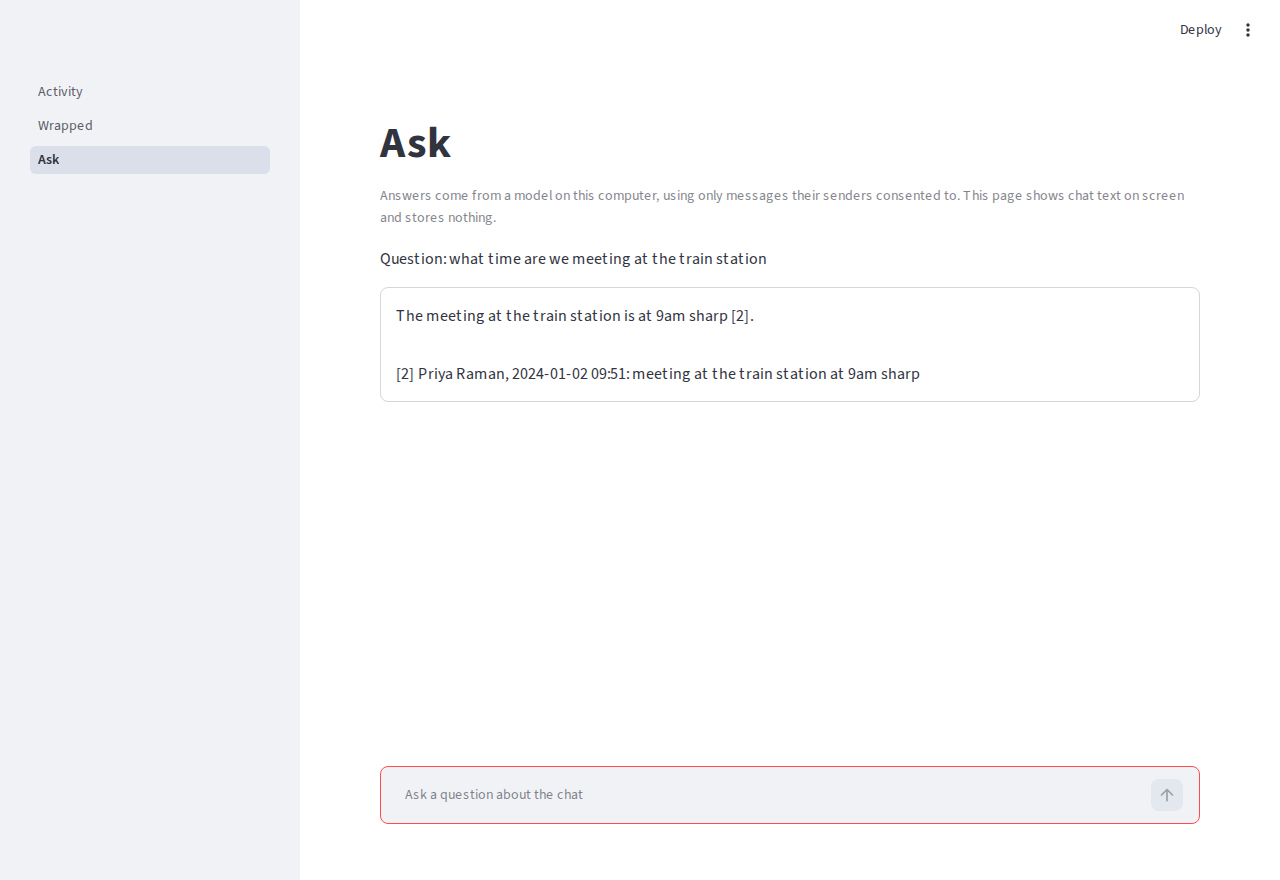 Deploy
Activity
Wrapped
Ask
Ask
Answers come from a model on this computer, using only messages their senders consented to. This page shows chat text on screen
and stores nothing.
Question: what time are we meeting at the train station
The meeting at the train station is at 9am sharp [2].
[2] Priya Raman, 2024-01-02 09:51: meeting at the train station at 9am sharp
Ask a question about the chat